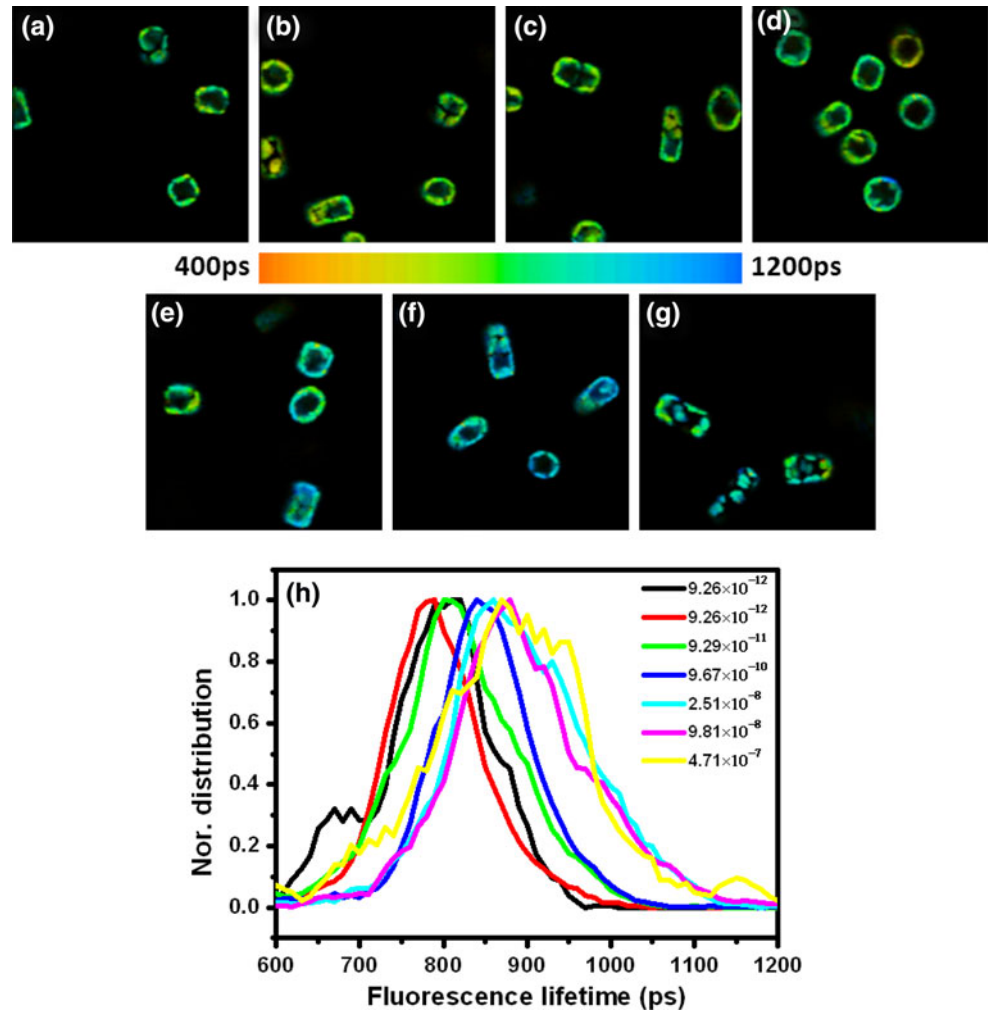 (a)
(b)
(c)
(d)
400ps
1200ps
(e)
(f)
(g)
(h)
9.26×10⁻¹²
9.26×10⁻¹²
9.29×10⁻¹¹
9.67×10⁻¹⁰
2.51×10⁻⁸
9.81×10⁻⁸
4.71×10⁻⁷
1.0
0.8
0.6
0.4
0.2
0.0
Nor. distribution
600 700 800 900 1000 1100 1200
Fluorescence lifetime (ps)